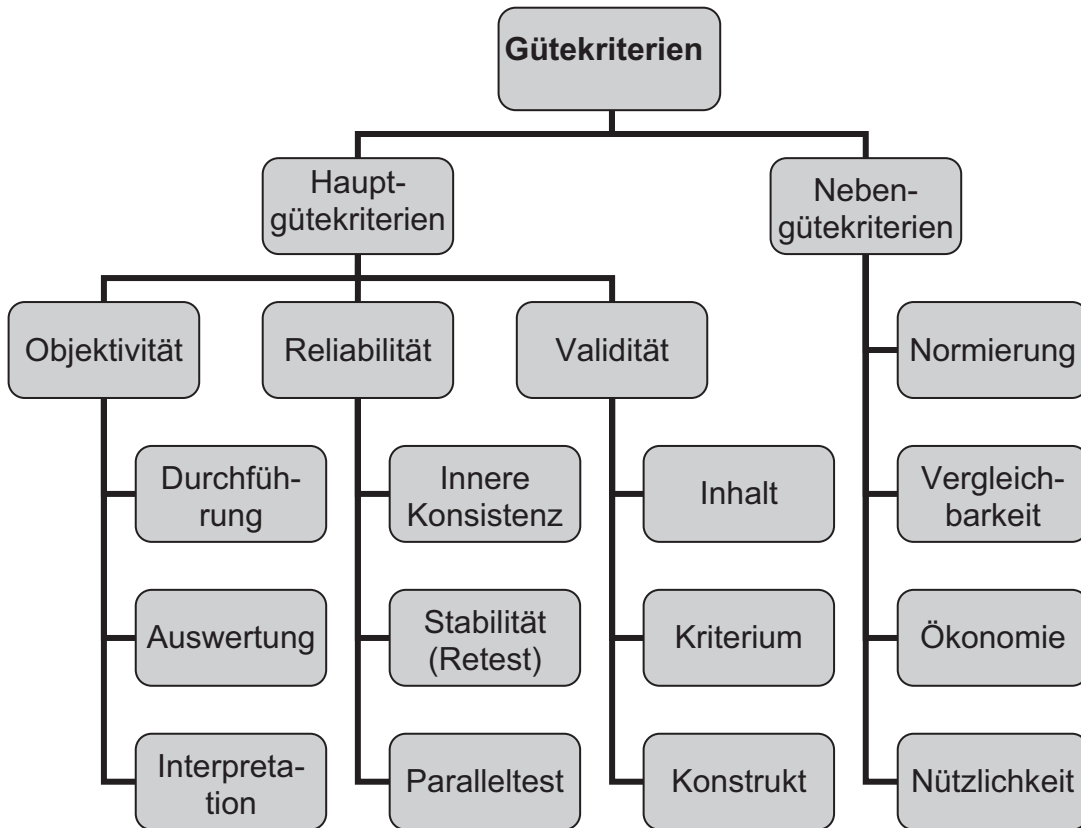 Gütekriterien
Haupt-
gütekriterien
Neben-
gütekriterien
Objektivität
Reliabilität
Validität
Normierung
Durchfüh-
rung
Innere
Konsistenz
Inhalt
Vergleich-
barkeit
Auswertung
Stabilität
(Retest)
Kriterium
Ökonomie
Interpreta-
tion
Paralleltest
Konstrukt
Nützlichkeit